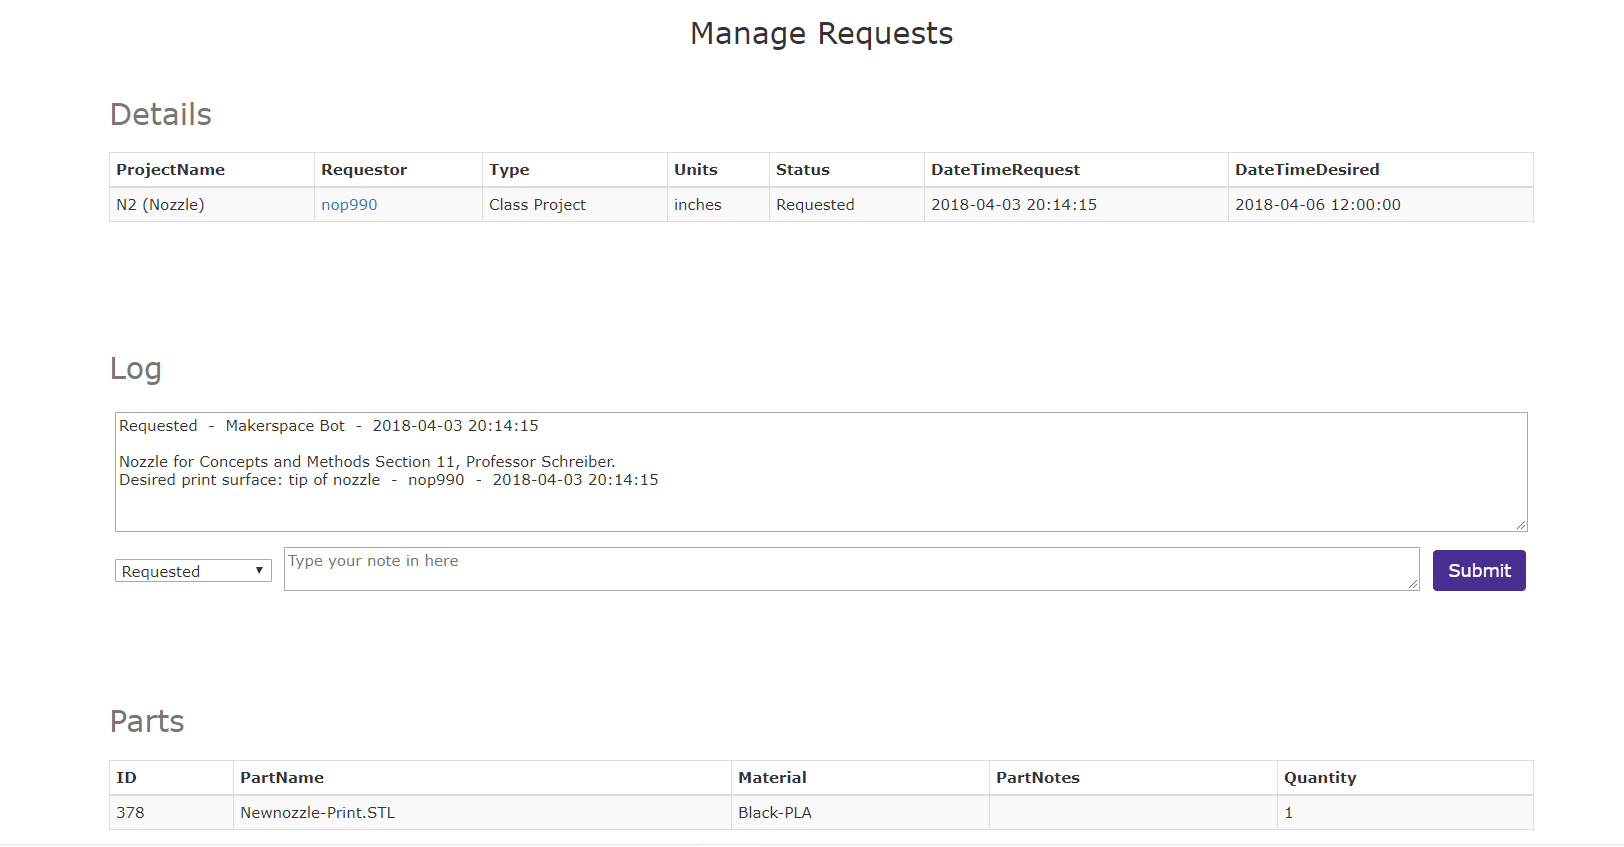 Manage Requests
Details
ProjectName Requestor Type Units Status DateTimeRequest DateTimeDesired
N2 (Nozzle) nop990 Class Project inches Requested 2018-04-03 20:14:15 2018-04-06 12:00:00
Log
Requested - Makerspace Bot - 2018-04-03 20:14:15
Nozzle for Concepts and Methods Section 11, Professor Schreiber.
Desired print surface: tip of nozzle - nop990 - 2018-04-03 20:14:15
Requested Type your note in here Submit
Parts
ID PartName Material PartNotes Quantity
378 Newnozzle-Print.STL Black-PLA 1